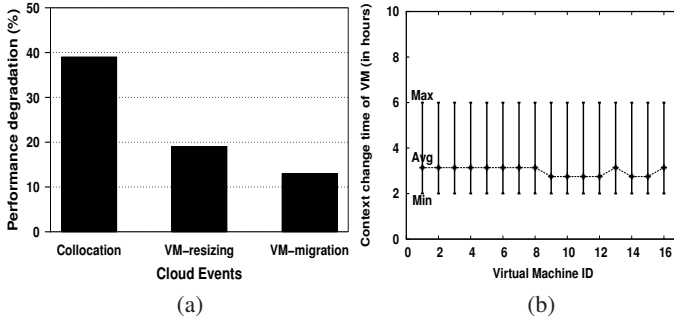 Performance degradation (%)
50
40
30
20
10
0
Collocation VM-resizing VM-migration
Cloud Events
(a)
Context change time of VM (in hours)
10
8
6
4
2
0
Max
Avg
Min
0 2 4 6 8 10 12 14 16
Virtual Machine ID
(b)